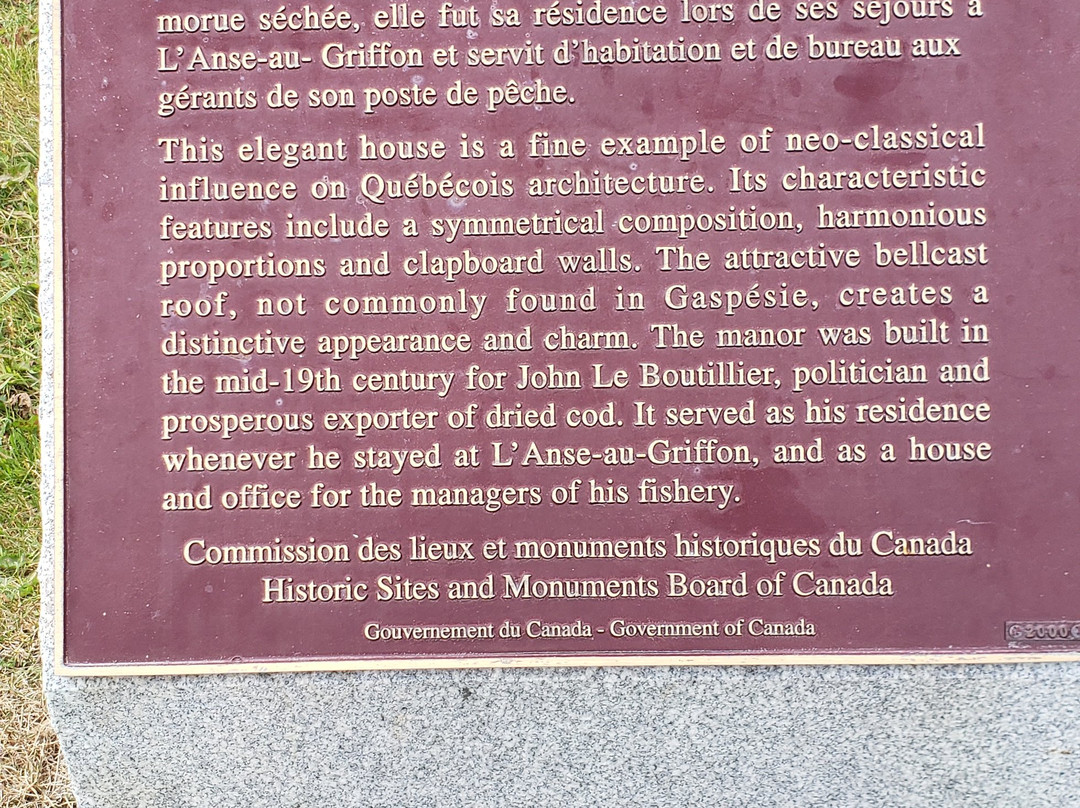 morue séchée, elle fut sa résidence lors de ses séjours à
L'Anse-au- Griffon et servit d'habitation et de bureau aux
gérants de son poste de pêche.
This elegant house is a fine example of neo-classical
influence on Québécois architecture. Its characteristic
features include a symmetrical composition, harmonious
proportions and clapboard walls. The attractive bellcast
roof, not commonly found in Gaspésie, creates a
distinctive appearance and charm. The manor was built in
the mid-19th century for John Le Boutillier, politician and
prosperous exporter of dried cod. It served as his residence
whenever he stayed at L'Anse-au-Griffon, and as a house
and office for the managers of his fishery.
Commission des lieux et monuments historiques du Canada
Historic Sites and Monuments Board of Canada
Gouvernement du Canada - Government of Canada
2000